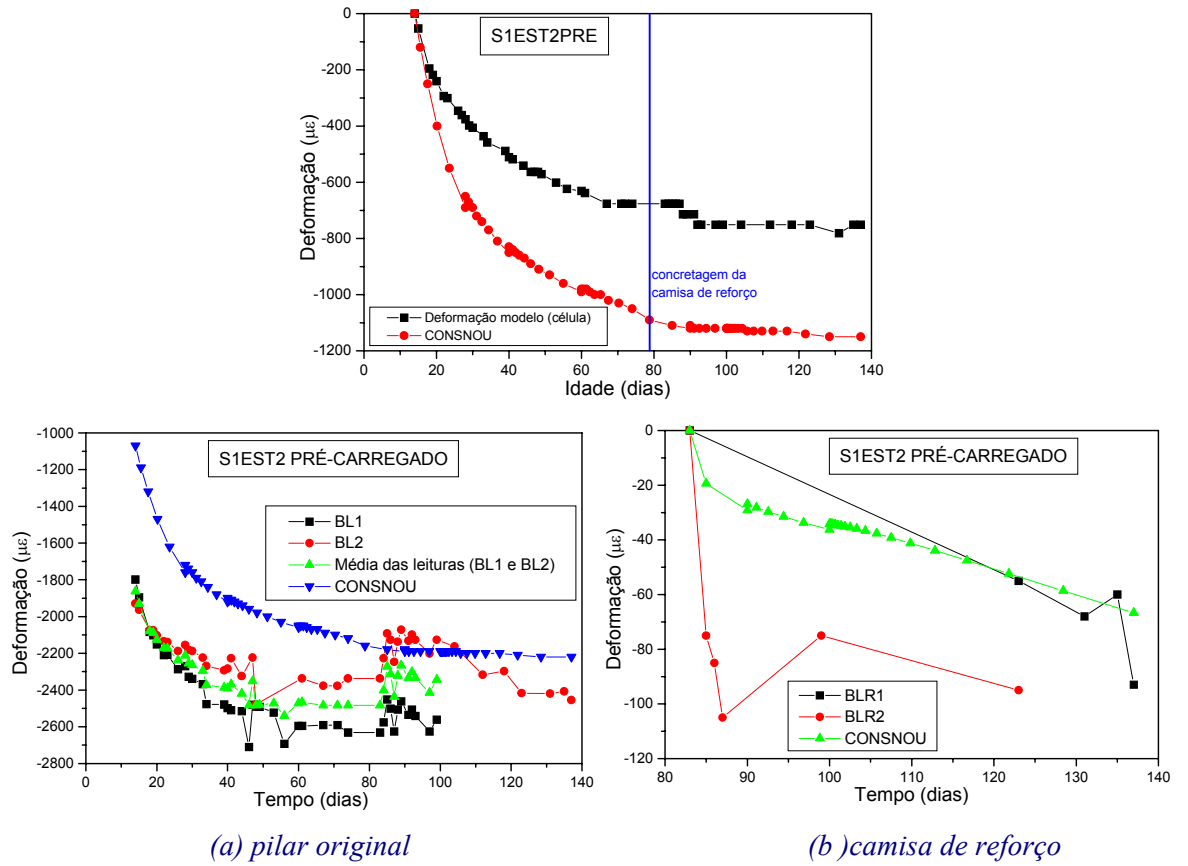 S1EST2PRE
Deformação (με)
0
-200
-400
-600
-800
-1000
-1200
concretagem da
camisa de reforço
Deformação modelo (célula)
CONSNOU
0 20 40 60 80 100 120 140
Idade (dias)
S1EST2 PRÉ-CARREGADO
Deformação (με)
-1000
-1200
-1400
-1600
-1800
-2000
-2200
-2400
-2600
-2800
BL1
BL2
Média das leituras (BL1 e BL2)
CONSNOU
0 20 40 60 80 100 120 140
Tempo (dias)
(a) pilar original
S1EST2 PRÉ-CARREGADO
Deformação (με)
0
-20
-40
-60
-80
-100
-120
BLR1
BLR2
CONSNOU
80 90 100 110 120 130 140
Tempo (dias)
(b )camisa de reforço